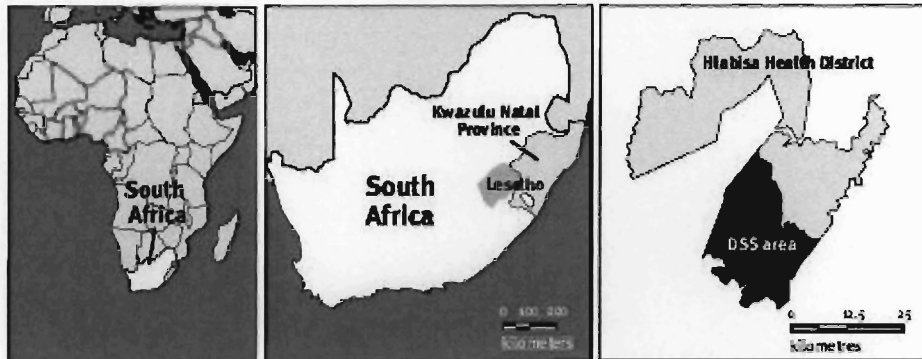 South
Africa
Kwazulu Natal
Province
South
Africa
Lesotho
0 100 200
kilometers
Hlabisa Health District
DSS area
0 12.5 25
kilometres